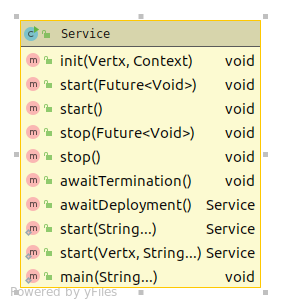 Service
init(Vertx, Context) void
start(Future<Void>) void
start() void
stop(Future<Void>) void
stop() void
awaitTermination() void
awaitDeployment() Service
start(String...) Service
start(Vertx, String...) Service
main(String...) void
Powered by yFiles